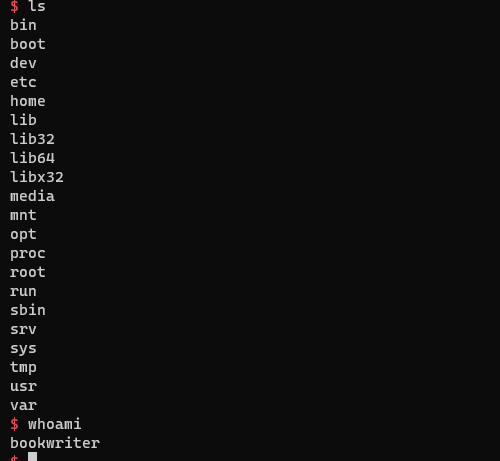 $ ls
bin
boot
dev
etc
home
lib
lib32
lib64
libx32
media
mnt
opt
proc
root
run
sbin
srv
sys
tmp
usr
var
$ whoami
bookwriter
$